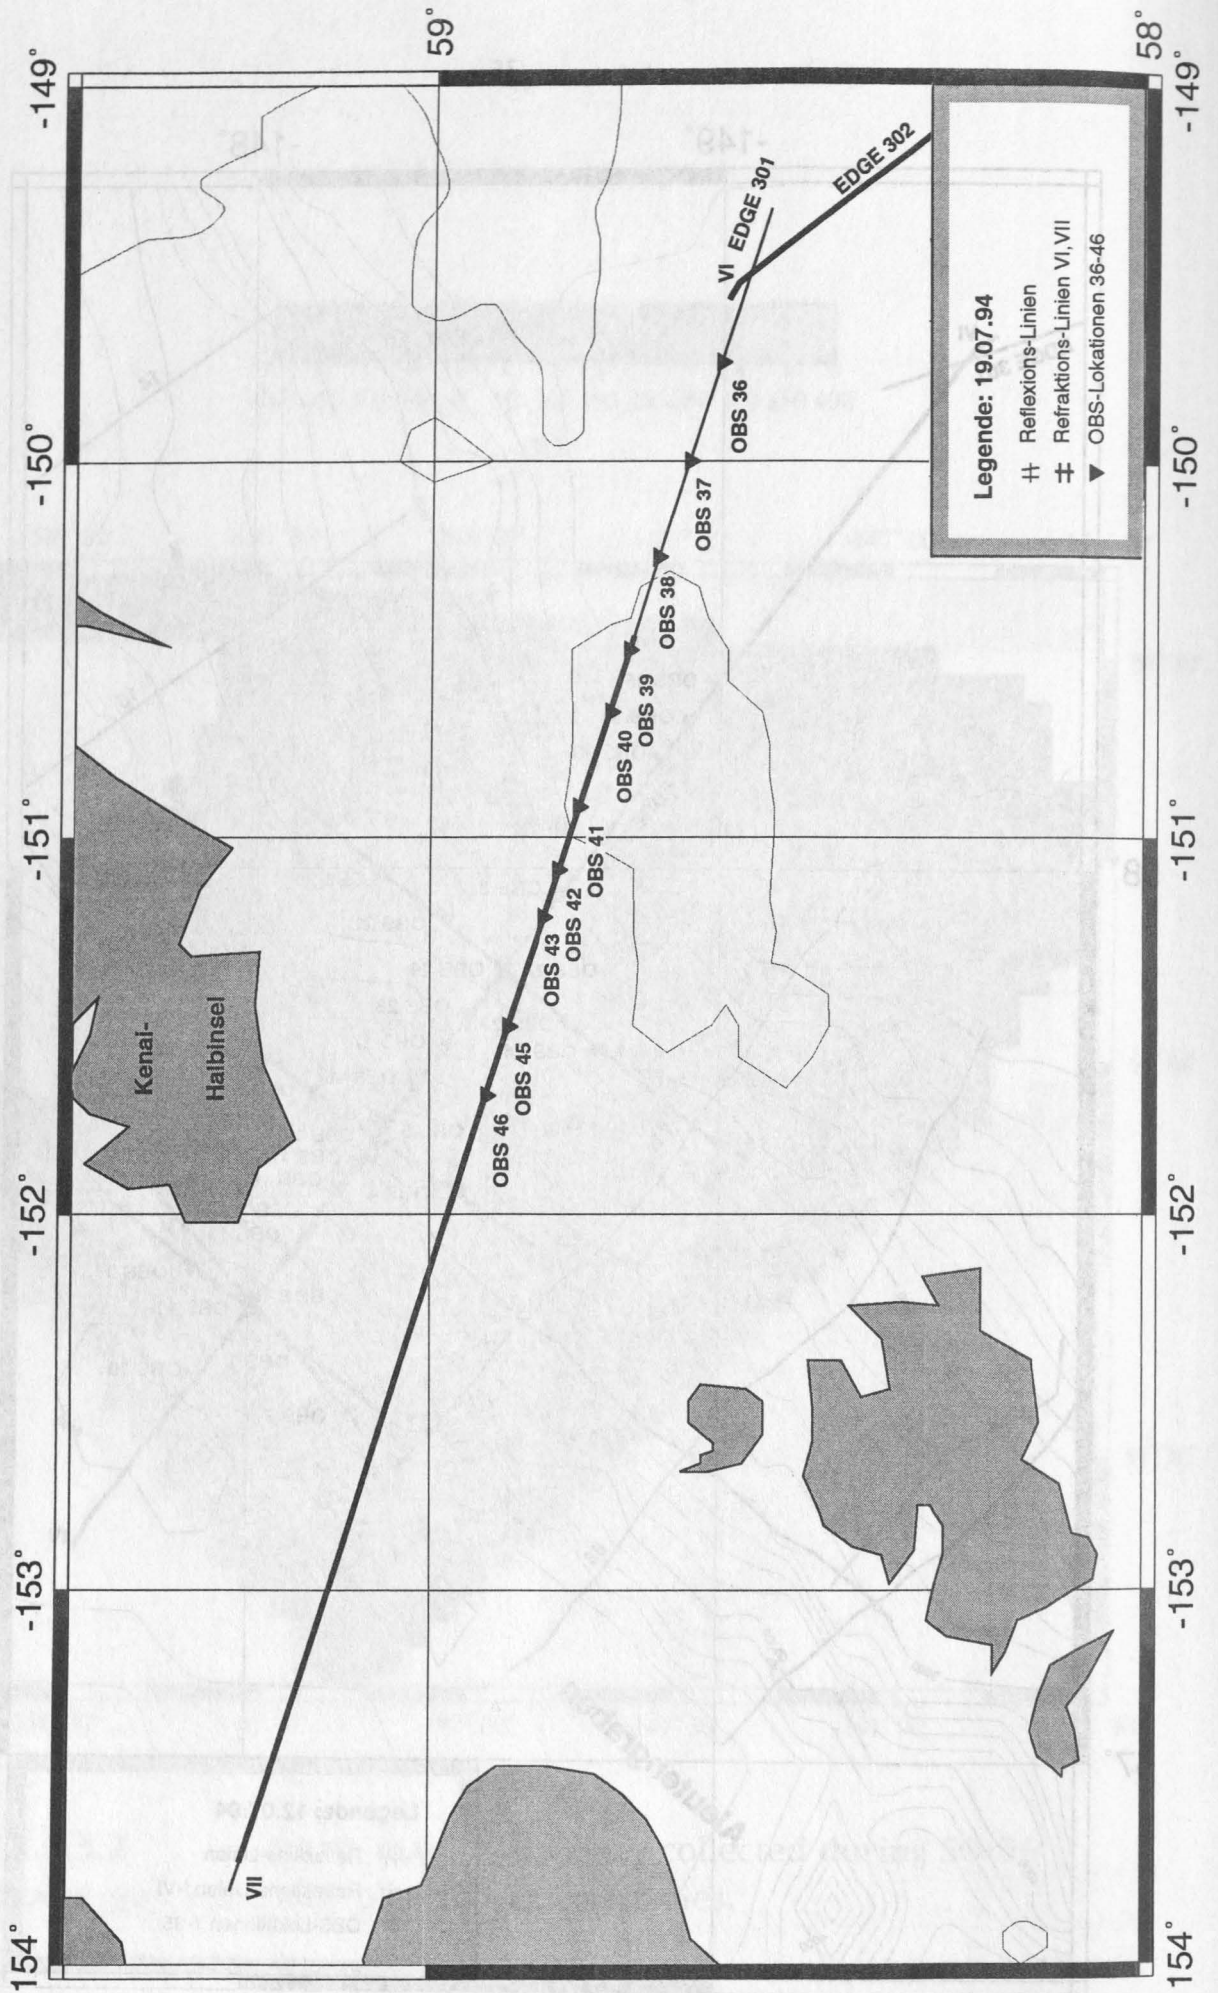 154°
-153°
-152°
-151°
-150°
-149°
59°
58°
154°
-153°
-152°
-151°
-150°
-149°
Kenai-
Halbinsel
VII
OBS 46
OBS 45
OBS 43
OBS 42
OBS 41
OBS 40
OBS 39
OBS 38
OBS 37
OBS 36
VI
EDGE 301
EDGE 302
Legende: 19.07.94
Reflexions-Linien
Refraktions-Linien VI,VII
OBS-Lokationen 36-46